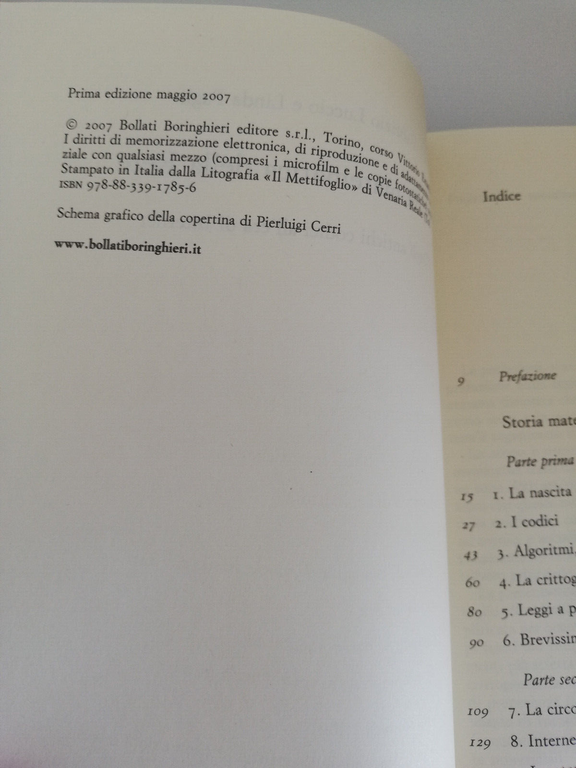 Prima edizione maggio 2007
© 2007 Bollati Boringhieri editore s.r.l., Torino, corso Vittorio
I diritti di memorizzazione elettronica, di riproduzione e di
ziale con qualsiasi mezzo (compresi i microfilm e le copie
Stampato in Italia dalla Litografia «Il Mettifoglio» di Venaria Reale
ISBN 978-88-339-1785-6
Schema grafico della copertina di Pierluigi Cerri
www.bollatiboringhieri.it
Indice
9 Prefazione
Storia mate
Parte prima
15 1. La nascita
27 2. I codici
43 3. Algoritmi,
60 4. La crittog
80 5. Leggi a p
90 6. Brevissim
Parte sec
109 7. La circo
129 8. Interne